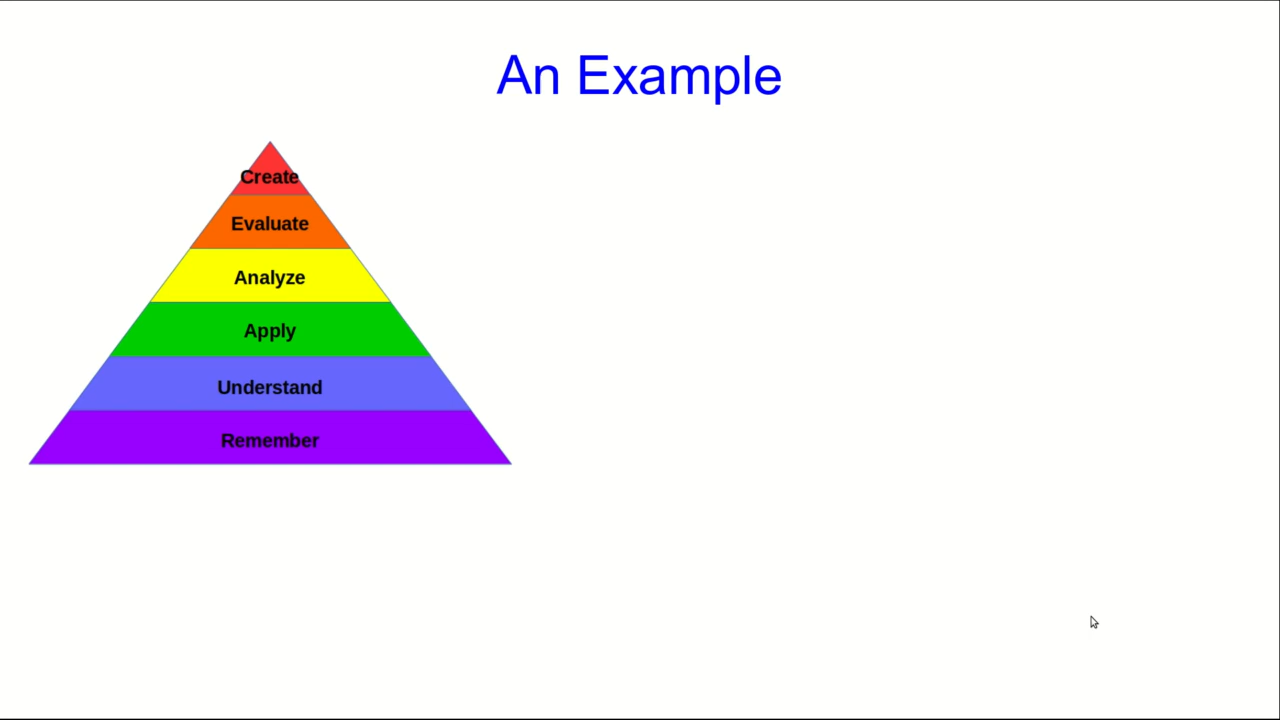 An Example
Create
Evaluate
Analyze
Apply
Understand
Remember